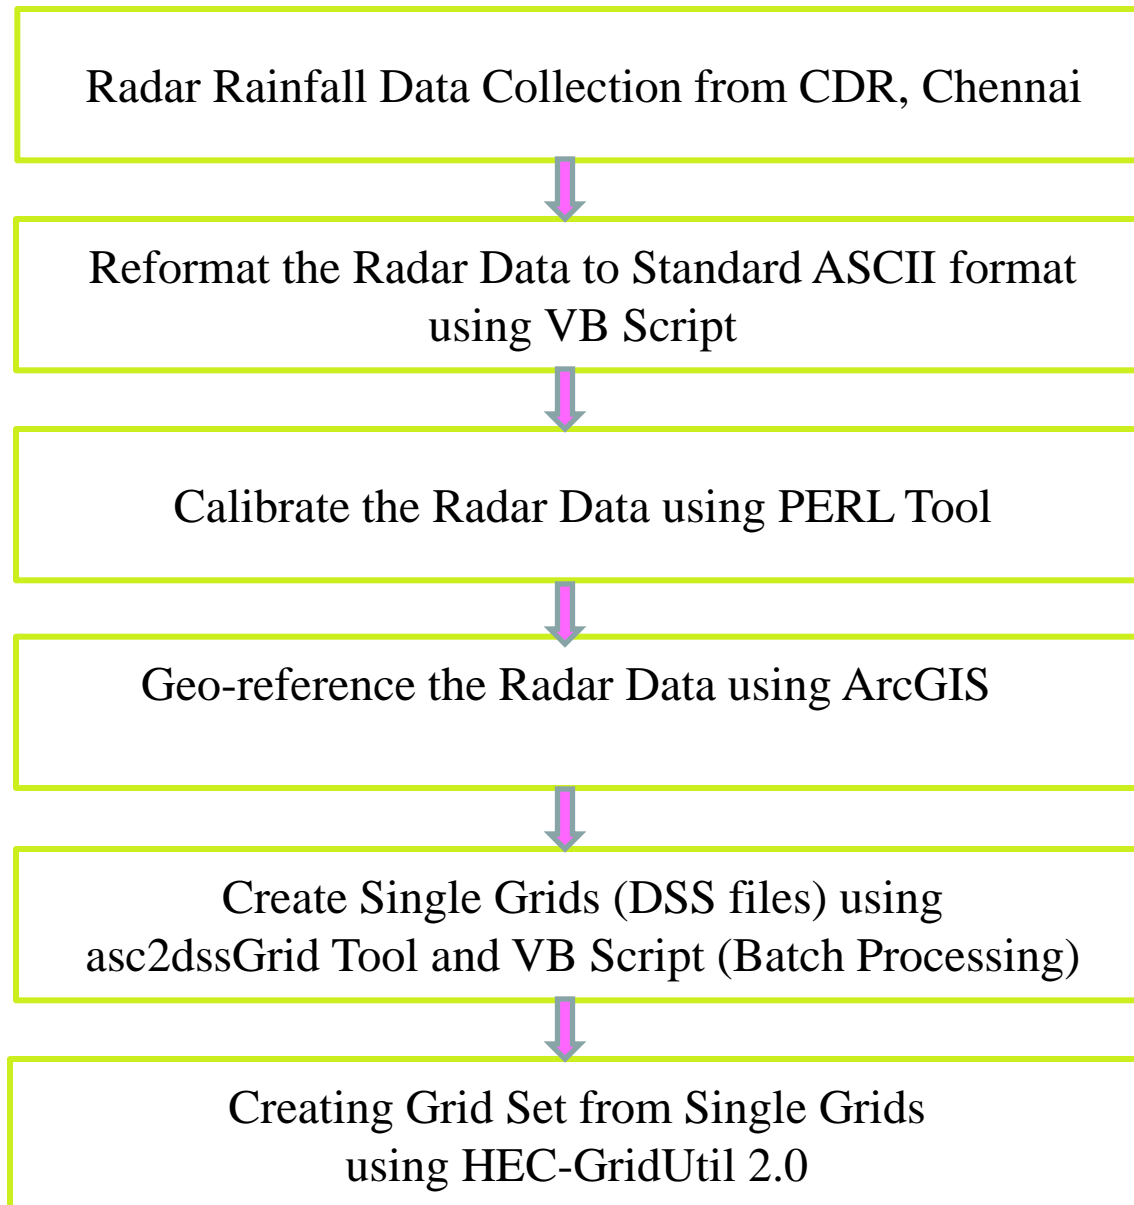 Radar Rainfall Data Collection from CDR, Chennai
Reformat the Radar Data to Standard ASCII format
using VB Script
Calibrate the Radar Data using PERL Tool
Geo-reference the Radar Data using ArcGIS
Create Single Grids (DSS files) using
asc2dssGrid Tool and VB Script (Batch Processing)
Creating Grid Set from Single Grids
using HEC-GridUtil 2.0